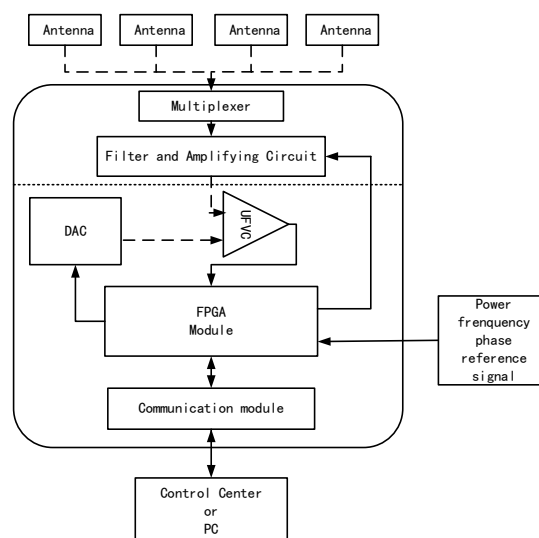 Antenna Antenna Antenna Antenna
Multiplexer
Filter and Amplifying Circuit
DAC
UFVC
FPGA
Module
Power
frenquency
phase
reference
signal
Communication module
Control Center
or
PC